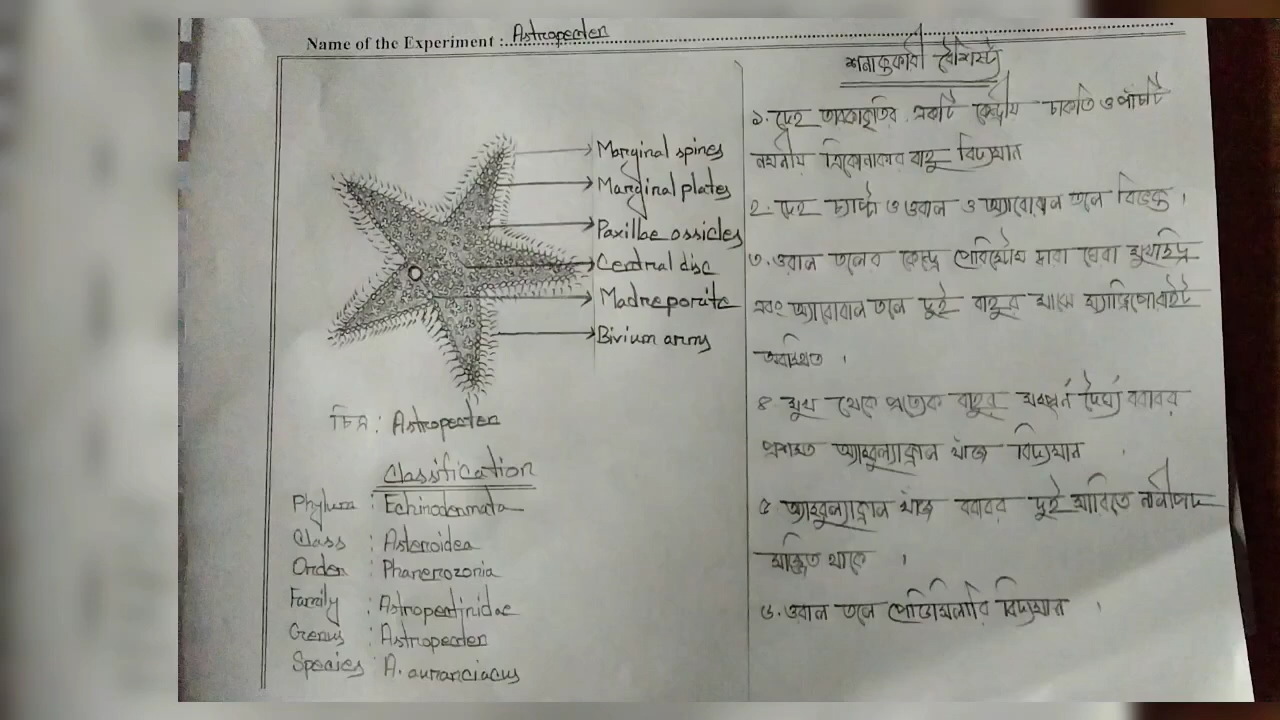 Name of the Experiment : Astropecten
Marginal spines
Marginal plates
Paxillae ossicles
Central disc
Madreporite
Bivium arms
চিত্র : Astropecten
Classification
Phylum : Echinodermata
Class : Asteroidea
Order : Phanerozonia
Family : Astropectinidae
Genus : Astropecten
Species : A. auranciacus
শনাক্তকারী বৈশিষ্ট্য
১. দেহ তারকাকৃতির একটি কেন্দ্রীয় চাকতি ও পাঁচটি
নমনীয় ত্রিকোনাকার বাহু বিদ্যমান
২. দেহ চ্যাপ্টা ও ওরাল ও অ্যাবোরাল তলে বিভক্ত ।
৩. ওরাল তলের কেন্দ্রে পেরিস্টোম দ্বারা ঘেরা মুখছিদ্র
এবং অ্যাবোরাল তলে দুই বাহুর মাঝে ম্যাড্রিপোরাইট
অবস্থিত ।
৪. মুখ থেকে প্রত্যেক বাহুর সম্পূর্ন দৈর্ঘ্য বরাবর
প্রশস্ত অ্যাম্বুল্যাক্রাল খাঁজ বিদ্যমান ।
৫. অ্যাম্বুল্যাক্রাল খাঁজ বরাবর দুই সারিতে নালীপদ
সজ্জিত থাকে ।
৬. ওরাল তলে পেডিসিলারি বিদ্যমান ।